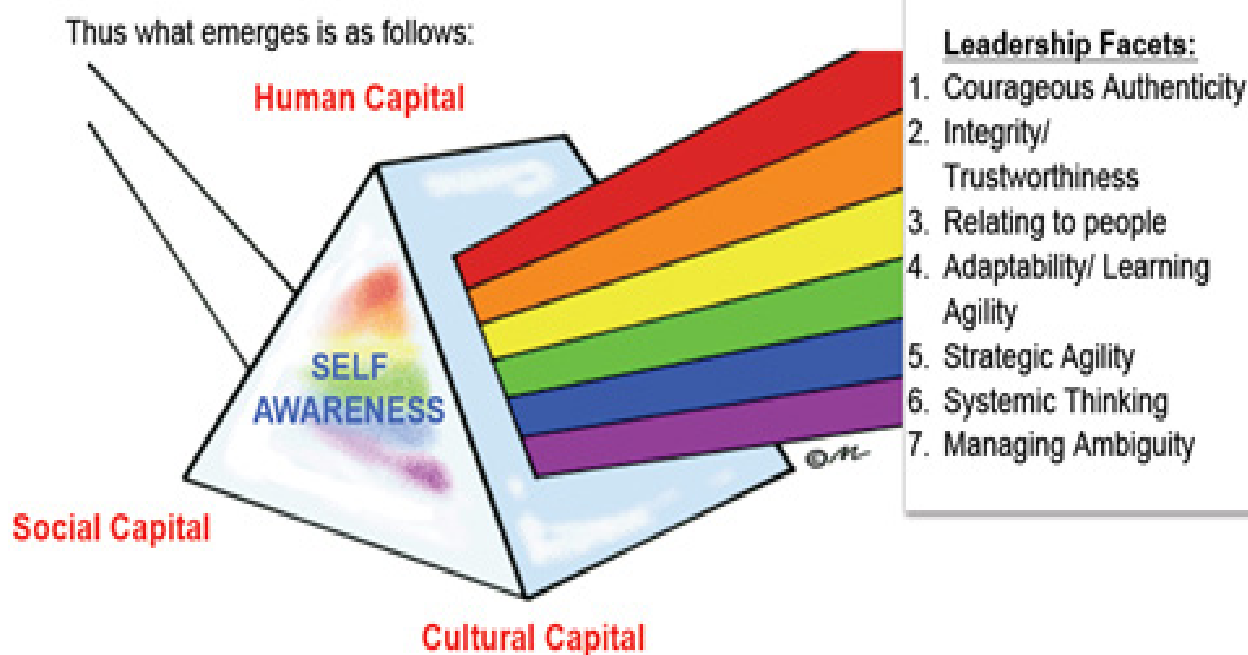 Thus what emerges is as follows:
Human Capital
SELF
AWARENESS
Social Capital
Cultural Capital
Leadership Facets:
1. Courageous Authenticity
2. Integrity/
Trustworthiness
3. Relating to people
4. Adaptability/ Learning
Agility
5. Strategic Agility
6. Systemic Thinking
7. Managing Ambiguity